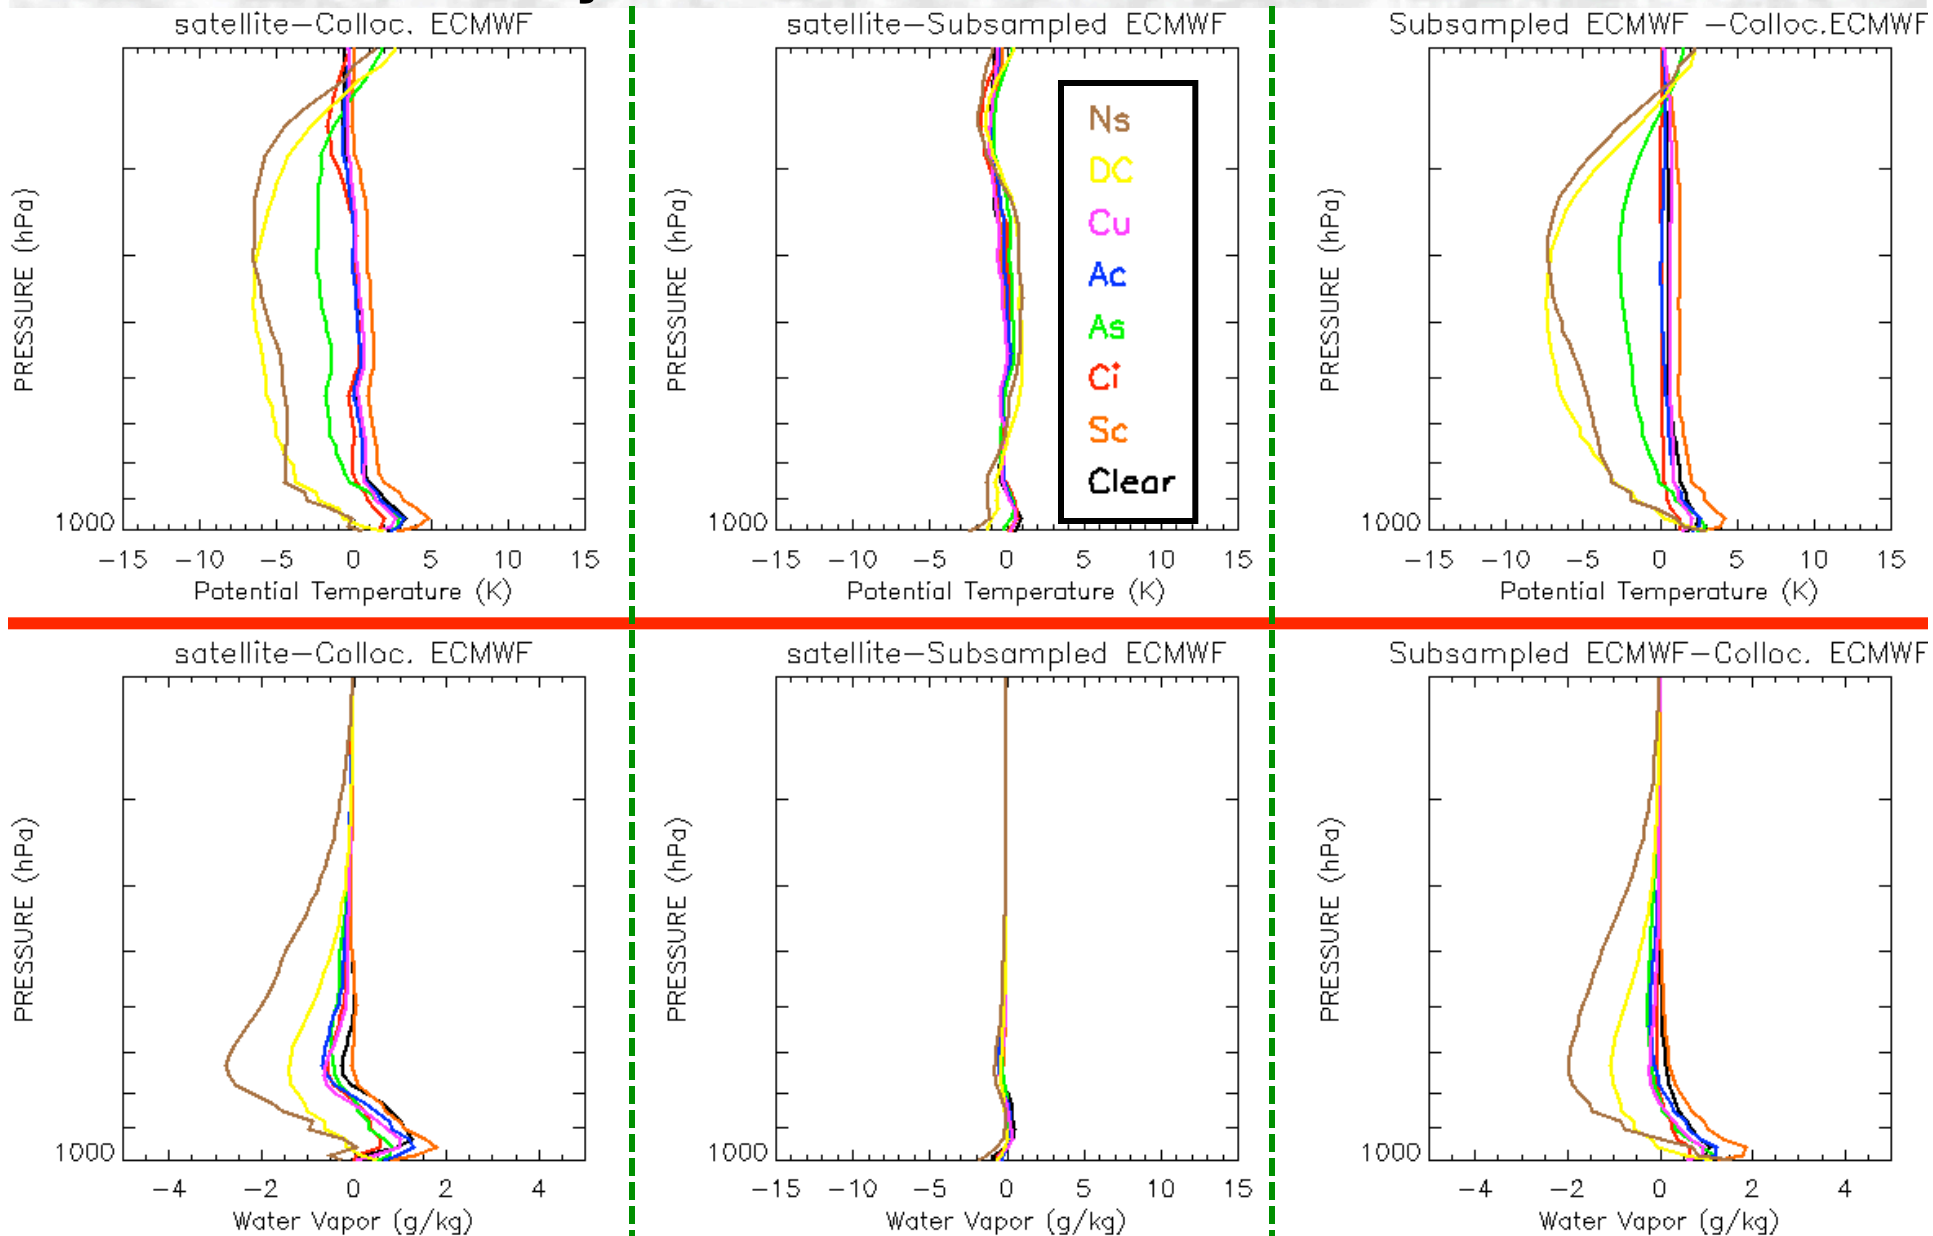 satellite-Colloc. ECMWF
satellite-Subsampled ECMWF
Subsampled ECMWF -Colloc.ECMWF
PRESSURE (hPa)
PRESSURE (hPa)
PRESSURE (hPa)
Ns
DC
Cu
Ac
As
Ci
Sc
Clear
1000
1000
1000
-15 -10 -5 0 5 10 15
-15 -10 -5 0 5 10 15
-15 -10 -5 0 5 10 15
Potential Temperature (K)
Potential Temperature (K)
Potential Temperature (K)
satellite-Colloc. ECMWF
satellite-Subsampled ECMWF
Subsampled ECMWF-Colloc. ECMWF
PRESSURE (hPa)
PRESSURE (hPa)
PRESSURE (hPa)
1000
1000
1000
-4 -2 0 2 4
-15 -10 -5 0 5 10 15
-4 -2 0 2 4
Water Vapor (g/kg)
Water Vapor (g/kg)
Water Vapor (g/kg)